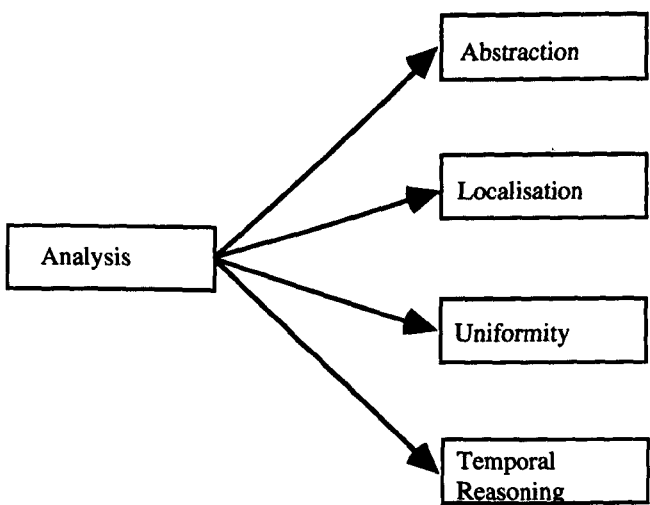 Abstraction
Localisation
Analysis
Uniformity
Temporal
Reasoning